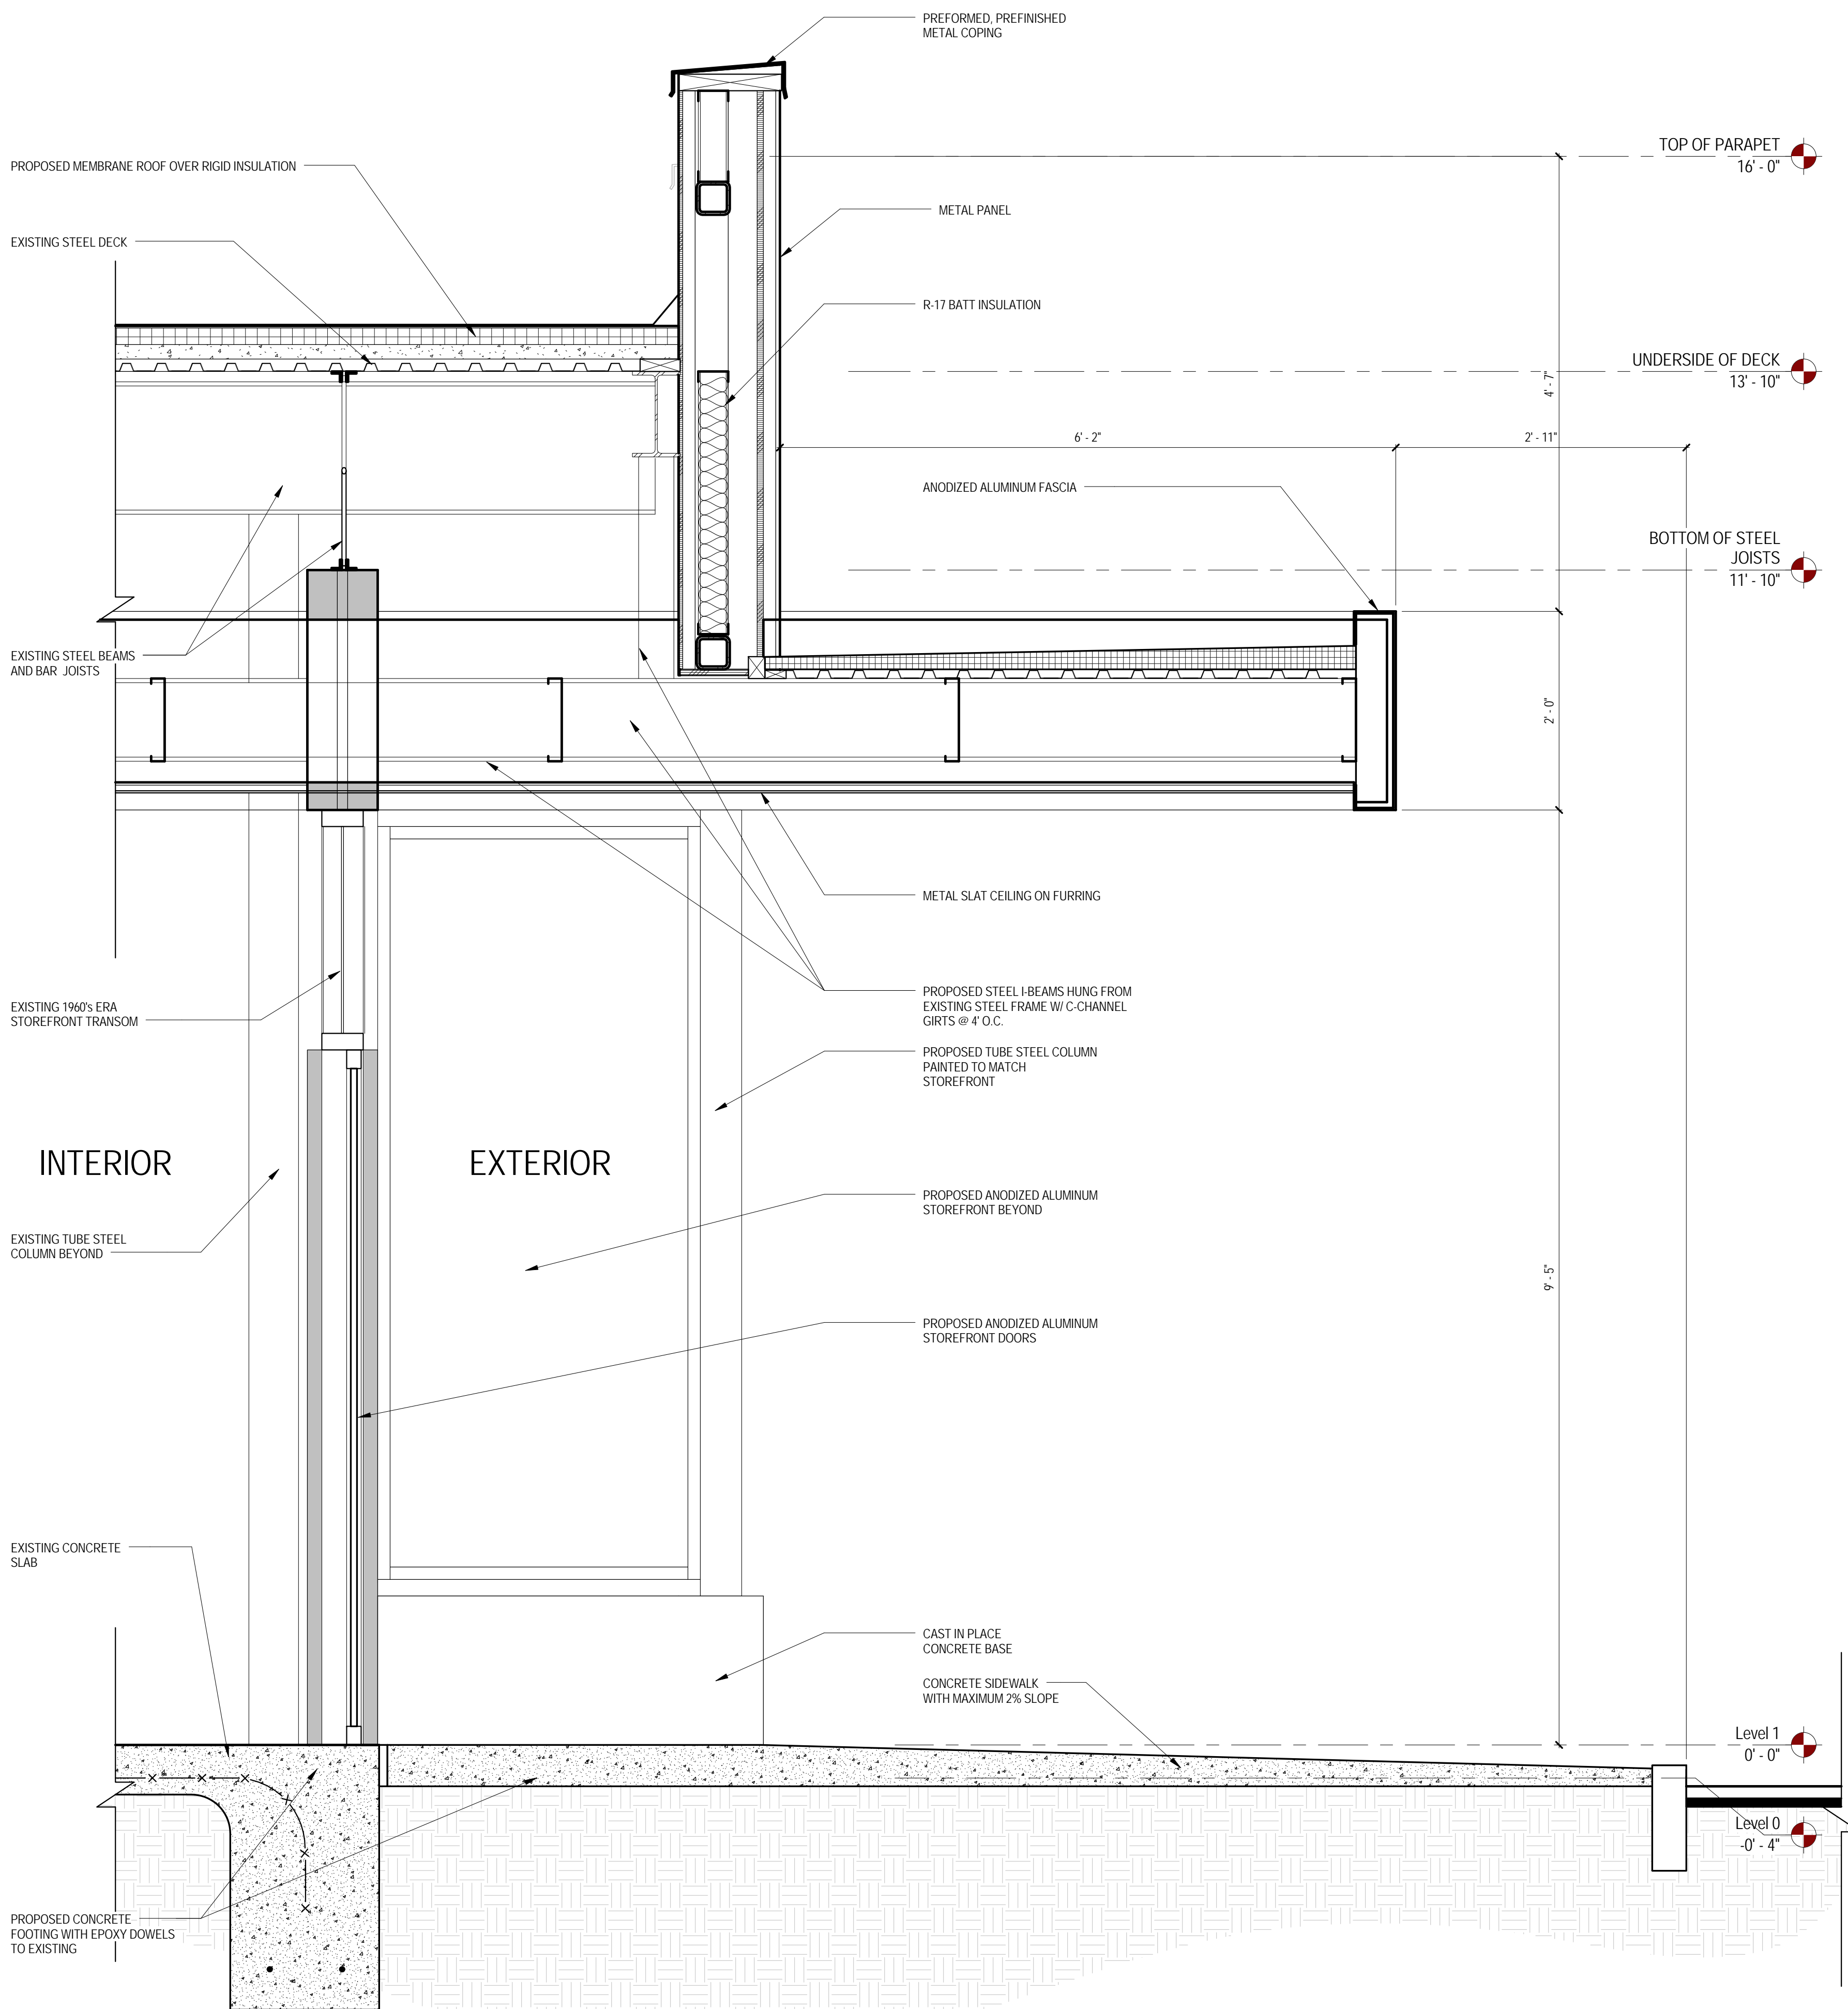 PREFORMED, PREFINISHED
METAL COPING
TOP OF PARAPET
16' - 0"
PROPOSED MEMBRANE ROOF OVER RIGID INSULATION
METAL PANEL
EXISTING STEEL DECK
R-17 BATT INSULATION
UNDERSIDE OF DECK
13' - 10"
4' - 7"
6' - 2"
2' - 11"
ANODIZED ALUMINUM FASCIA
BOTTOM OF STEEL
JOISTS
11' - 10"
EXISTING STEEL BEAMS
AND BAR JOISTS
2' - 0"
METAL SLAT CEILING ON FURRING
EXISTING 1960's ERA
STOREFRONT TRANSOM
PROPOSED STEEL I-BEAMS HUNG FROM
EXISTING STEEL FRAME W/ C-CHANNEL
GIRTS @ 4' O.C.
PROPOSED TUBE STEEL COLUMN
PAINTED TO MATCH
STOREFRONT
INTERIOR
EXTERIOR
PROPOSED ANODIZED ALUMINUM
STOREFRONT BEYOND
EXISTING TUBE STEEL
COLUMN BEYOND
9' - 5"
PROPOSED ANODIZED ALUMINUM
STOREFRONT DOORS
EXISTING CONCRETE
SLAB
CAST IN PLACE
CONCRETE BASE
CONCRETE SIDEWALK
WITH MAXIMUM 2% SLOPE
Level 1
0' - 0"
Level 0
-0' - 4"
PROPOSED CONCRETE
FOOTING WITH EPOXY DOWELS
TO EXISTING